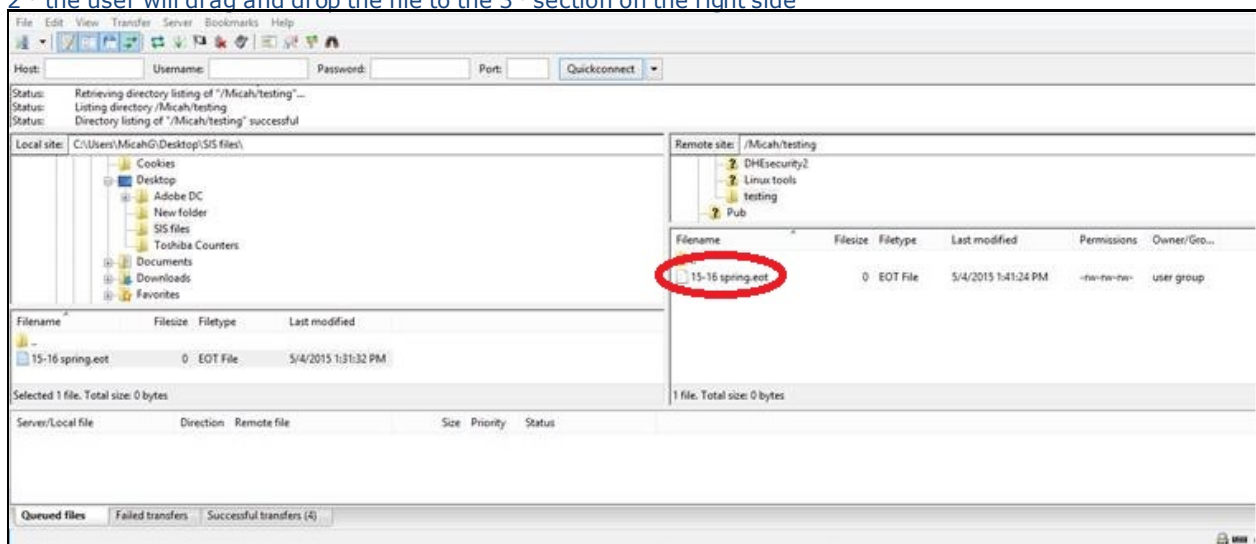 2 - the user will drag and drop the file to the 3 - section on the right side
File Edit View Transfer Server Bookmarks Help
Host: Username: Password: Port: Quickconnect
Status: Retrieving directory listing of "/Micah/testing"...
Status: Listing directory /Micah/testing
Status: Directory listing of "/Micah/testing" successful
Local site: C:\Users\MicahG\Desktop\SIS files\
Cookies
Desktop
Adobe DC
New folder
SIS files
Toshiba Counters
Documents
Downloads
Favorites
Filename Filesize Filetype Last modified
..
15-16 spring.eot 0 EOT File 5/4/2015 1:31:32 PM
Selected 1 file. Total size: 0 bytes
Remote site: /Micah/testing
? DHEsecurity2
? Linux tools
testing
? Pub
Filename Filesize Filetype Last modified Permissions Owner/Gro...
..
15-16 spring.eot 0 EOT File 5/4/2015 1:41:24 PM -rw-rw-rw- user group
1 file. Total size: 0 bytes
Server/Local file Direction Remote file Size Priority Status
Queued files Failed transfers Successful transfers (4)